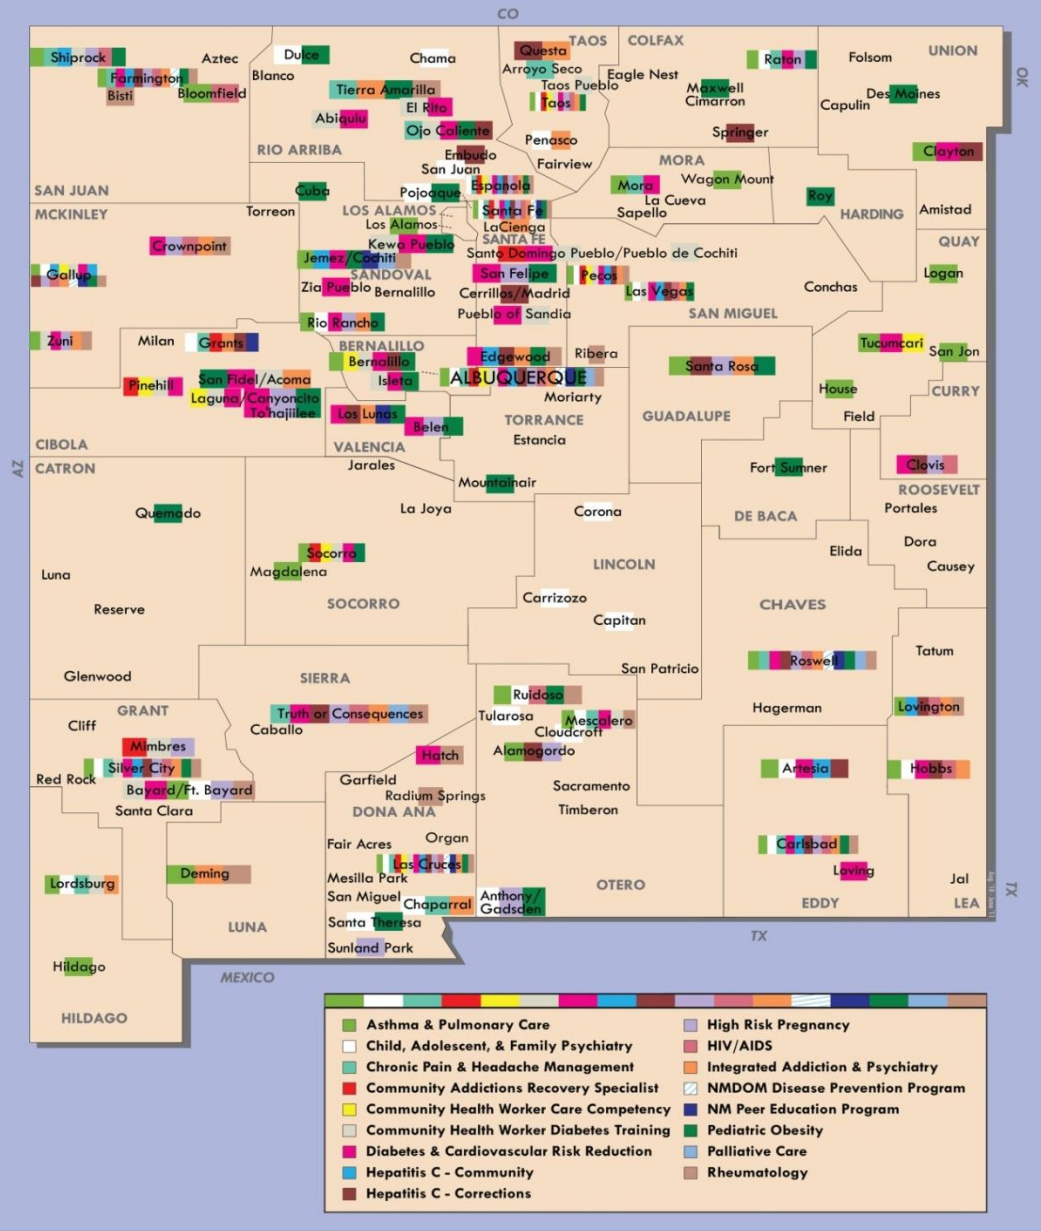 CO
TAOS COLFAX
UNION
OK
Shiprock
Aztec
Dulce
Chama
Questa
Arroyo Seco
Raton
Folsom
Farmington
Blanco
Eagle Nest
Bisti
Bloomfield
Tierra Amarilla
Taos Pueblo
Maxwell
Des Moines
El Rito
Taos
Cimarron
Capulin
Abiquiu
Ojo Caliente
Penasco
Springer
Clayton
RIO ARRIBA
Embudo
Fairview
MORA
San Juan
SAN JUAN
Cuba
Pojoaque
Espanola
Mora
Wagon Mount
Roy
La Cueva
MCKINLEY
Torreon
LOS ALAMOS
Santa Fe
Sapello
HARDING
Amistad
Los Alamos
LaCienga
SANTA FE
Crownpoint
Kewa Pueblo
QUAY
Jemez/Cochiti
Santo Domingo Pueblo/Pueblo de Cochiti
Gallup
SANDOVAL
San Felipe
Pecos
Logan
Zia Pueblo
Bernalillo
Cerrillos/Madrid
Las Vegas
Conchas
Pueblo of Sandia
SAN MIGUEL
Rio Rancho
Zuni
Milan
Grants
BERNALILLO
Tucumcari
San Jon
Bernalillo
Edgewood
Ribera
Santa Rosa
Pinehill
San Fidel/Acoma
Isleta
ALBUQUERQUE
House
CURRY
Laguna/Canyoncito
Moriarty
To'hajiilee
Los Lunas
Belen
TORRANCE
GUADALUPE
Field
CIBOLA
VALENCIA
Estancia
AZ
CATRON
Jarales
Fort Sumner
Clovis
Mountainair
ROOSEVELT
Quemado
La Joya
Corona
DE BACA
Portales
Socorro
LINCOLN
Elida
Dora
Luna
Magdalena
Causey
Reserve
SOCORRO
Carrizozo
CHAVES
Capitan
Glenwood
SIERRA
San Patricio
Roswell
Tatum
GRANT
Truth or Consequences
Ruidoso
Hagerman
Lovington
Cliff
Caballo
Tularosa
Mescalero
Cloudcroft
Mimbres
Hatch
Alamogordo
Silver City
Red Rock
Garfield
Artesia
Hobbs
Bayard/Ft. Bayard
Radium Springs
Sacramento
Santa Clara
DONA ANA
Timberon
Fair Acres
Organ
Carlsbad
Las Cruces
Deming
Mesilla Park
Loving
Lordsburg
San Miguel
Chaparral
Anthony/
Gadsden
OTERO
Jal
TX
EDDY
LEA
LUNA
Santa Theresa
TX
Sunland Park
Hildago
MEXICO
HILDAGO
Asthma & Pulmonary Care
Child, Adolescent, & Family Psychiatry
Chronic Pain & Headache Management
Community Addictions Recovery Specialist
Community Health Worker Care Competency
Community Health Worker Diabetes Training
Diabetes & Cardiovascular Risk Reduction
Hepatitis C - Community
Hepatitis C - Corrections
High Risk Pregnancy
HIV/AIDS
Integrated Addiction & Psychiatry
NMDOM Disease Prevention Program
NM Peer Education Program
Pediatric Obesity
Palliative Care
Rheumatology